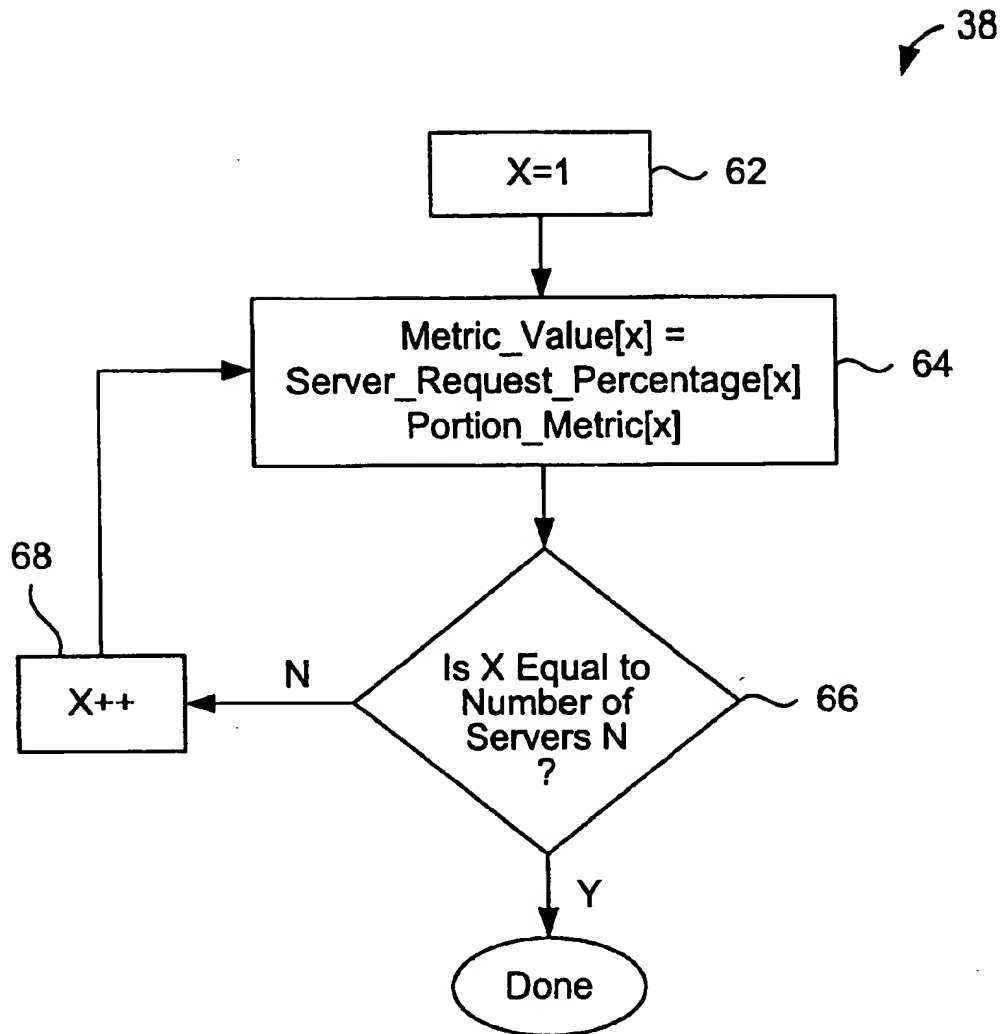 38
X=1
62
Metric_Value[x] =
Server_Request_Percentage[x]
Portion_Metric[x]
64
68
X++
N
Is X Equal to
Number of
Servers N
?
66
Y
Done